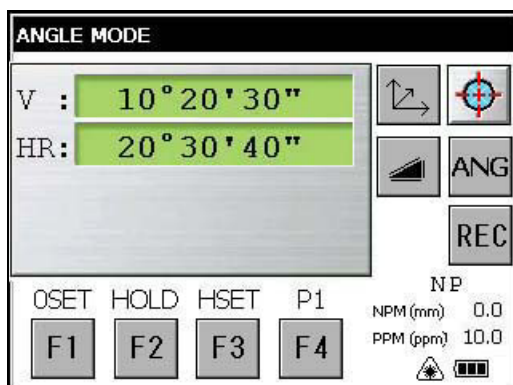 ANGLE MODE
V : 10°20'30"
HR: 20°30'40"
ANG
REC
NP
0SET HOLD HSET P1
NPM (mm) 0.0
F1 F2 F3 F4
PPM (ppm) 10.0